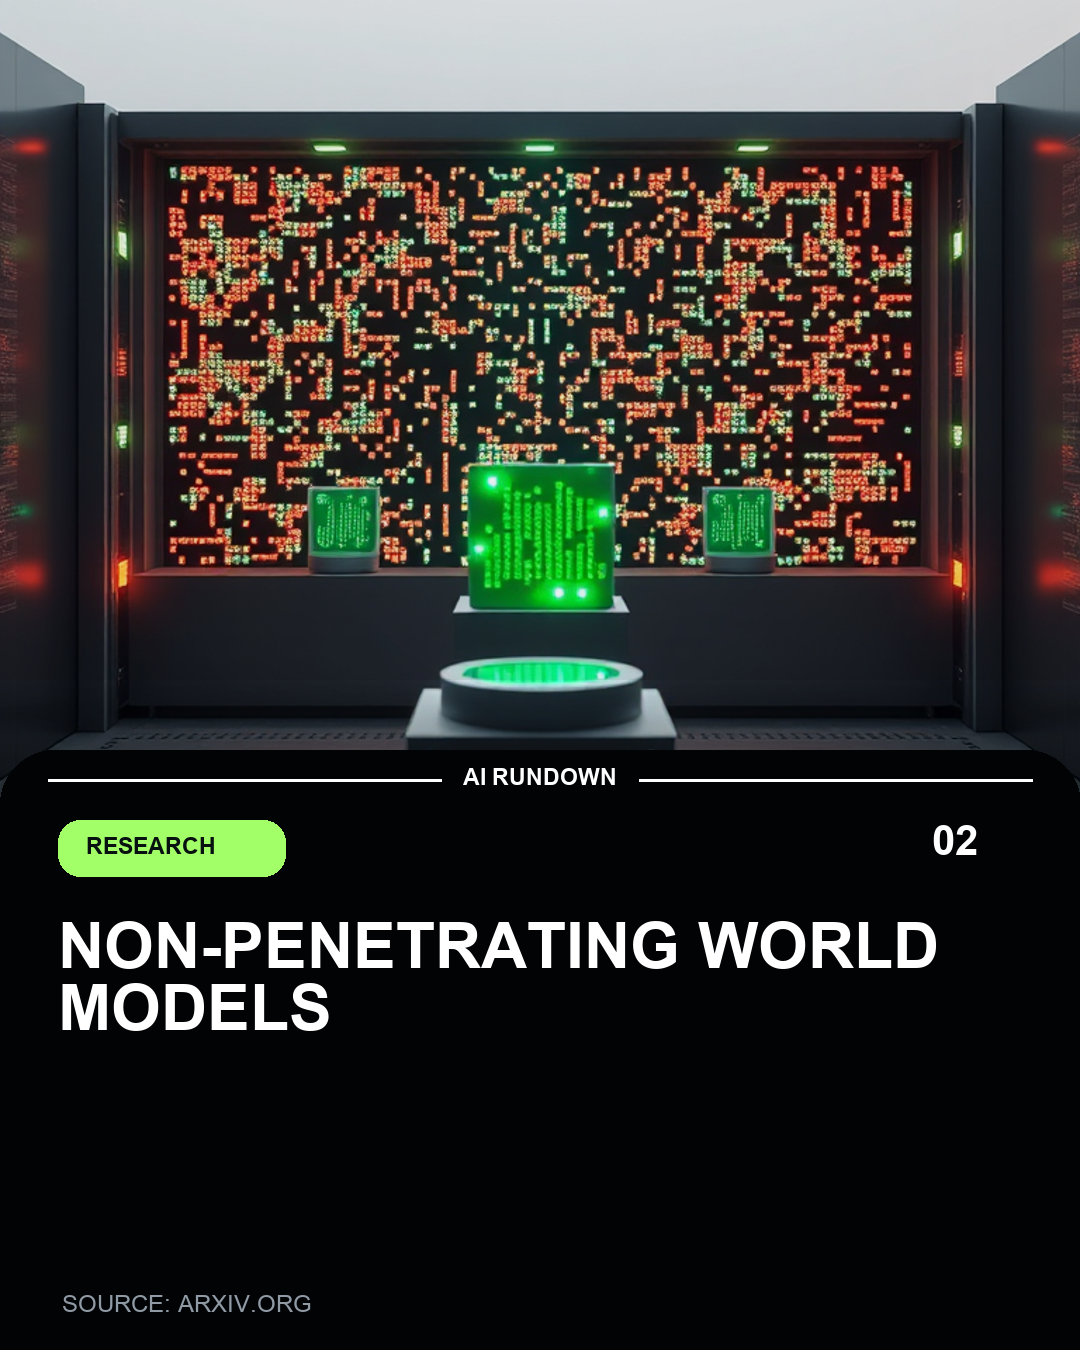 AI RUNDOWN
RESEARCH
02
NON-PENETRATING WORLD
MODELS
SOURCE: ARXIV.ORG